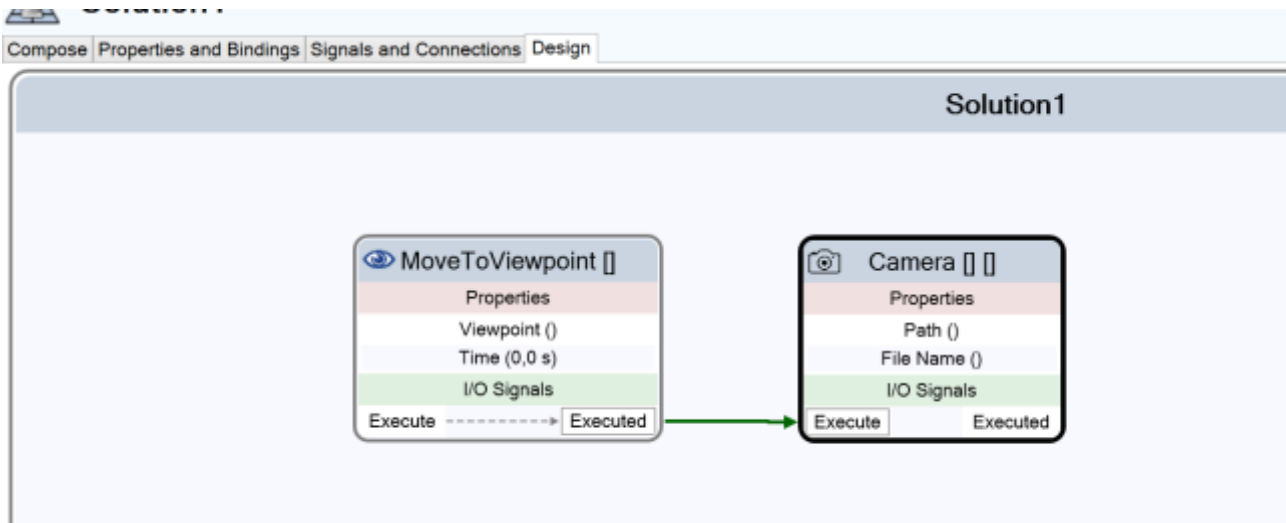 Solution1
Compose Properties and Bindings Signals and Connections Design
Solution1
MoveToViewpoint []
Properties
Viewpoint ()
Time (0,0 s)
I/O Signals
Execute Executed
Camera [] []
Properties
Path ()
File Name ()
I/O Signals
Execute Executed